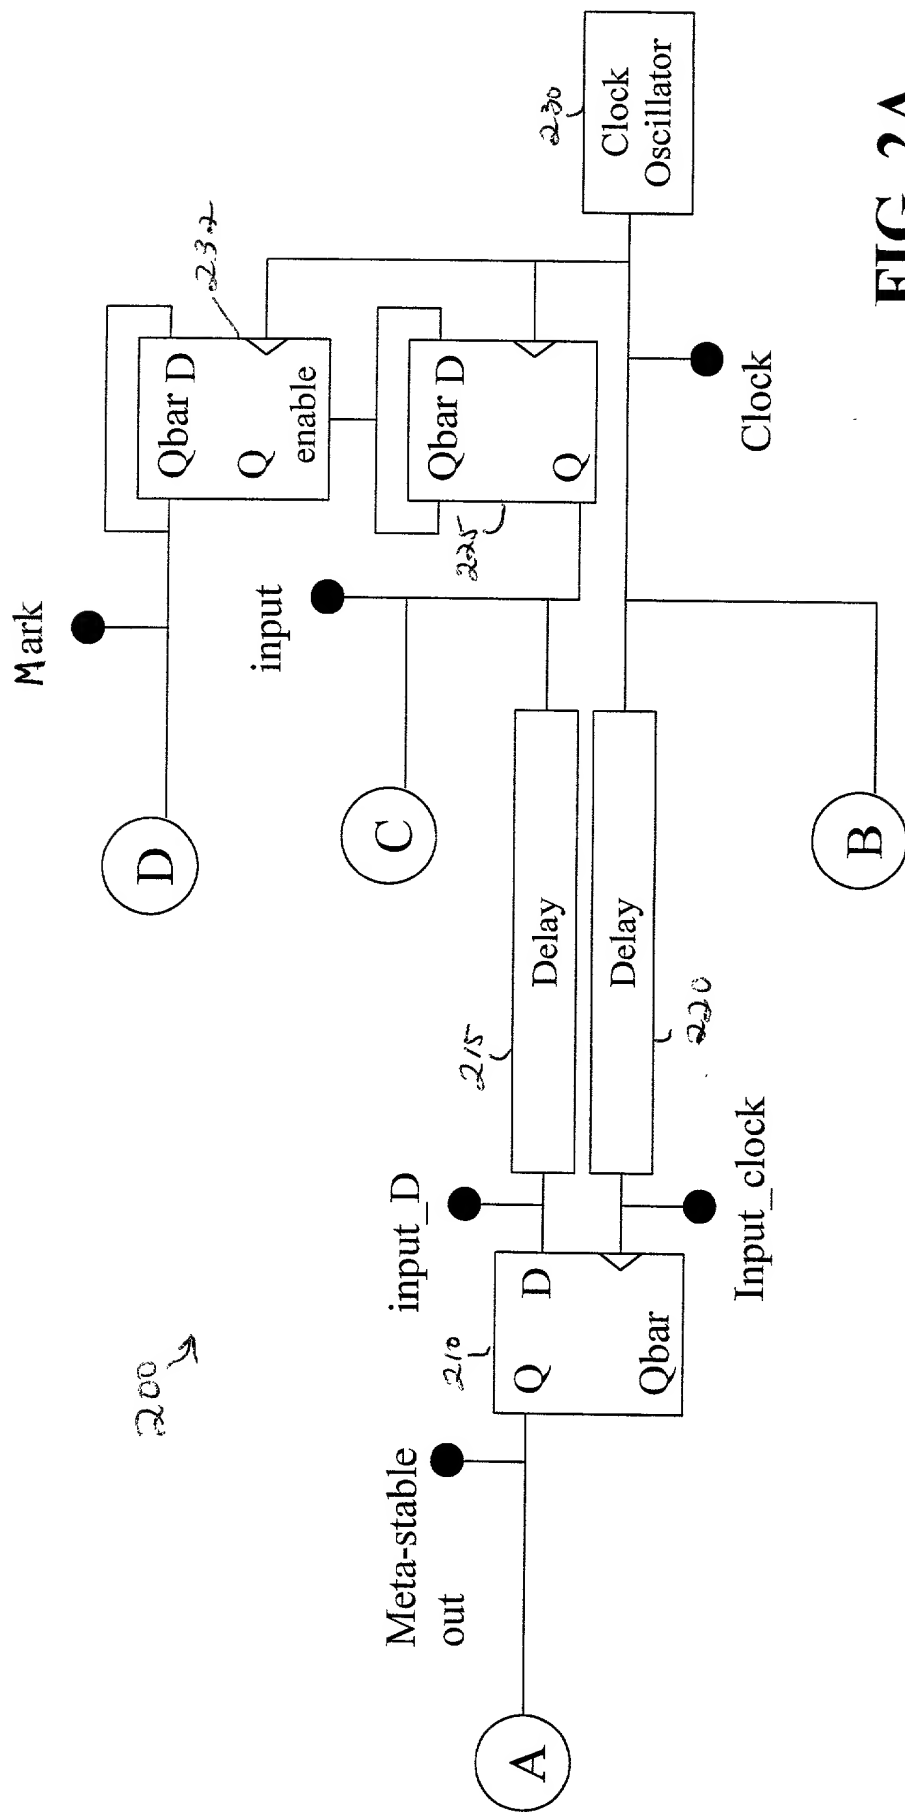 200
A
Meta-stable
out
210
Q
D
Qbar
input_D
Input_clock
215
Delay
Delay
220
D
C
B
Mark
input
Qbar D
Q
enable
232
Qbar D
Q
225
Clock
230
Clock
Oscillator
FIG 2A